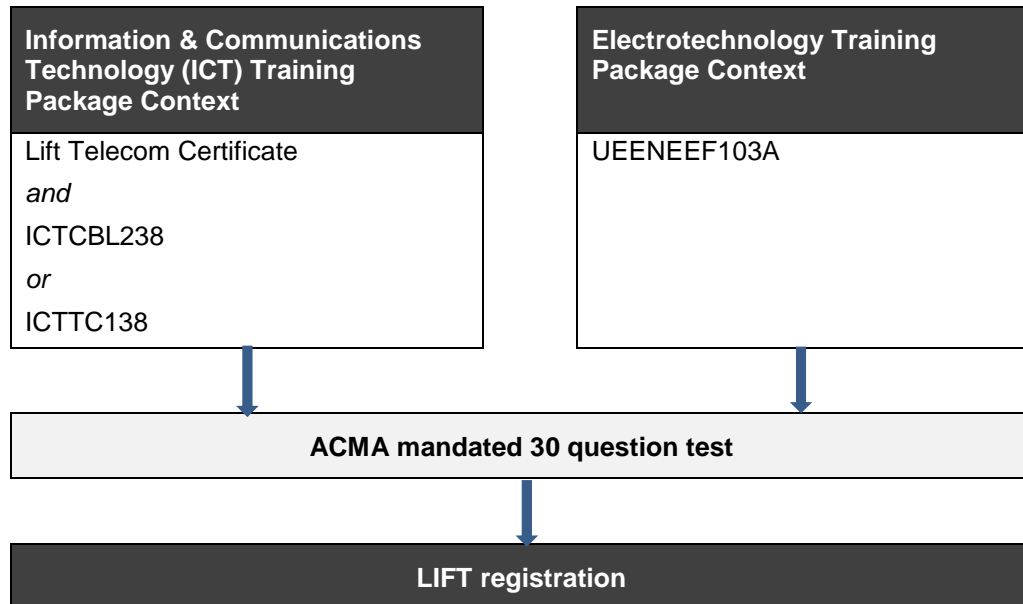 Information & Communications
Technology (ICT) Training
Package Context
Lift Telecom Certificate
and
ICTCBL238
or
ICTTC138
Electrotechnology Training
Package Context
UEENEEF103A
ACMA mandated 30 question test
LIFT registration